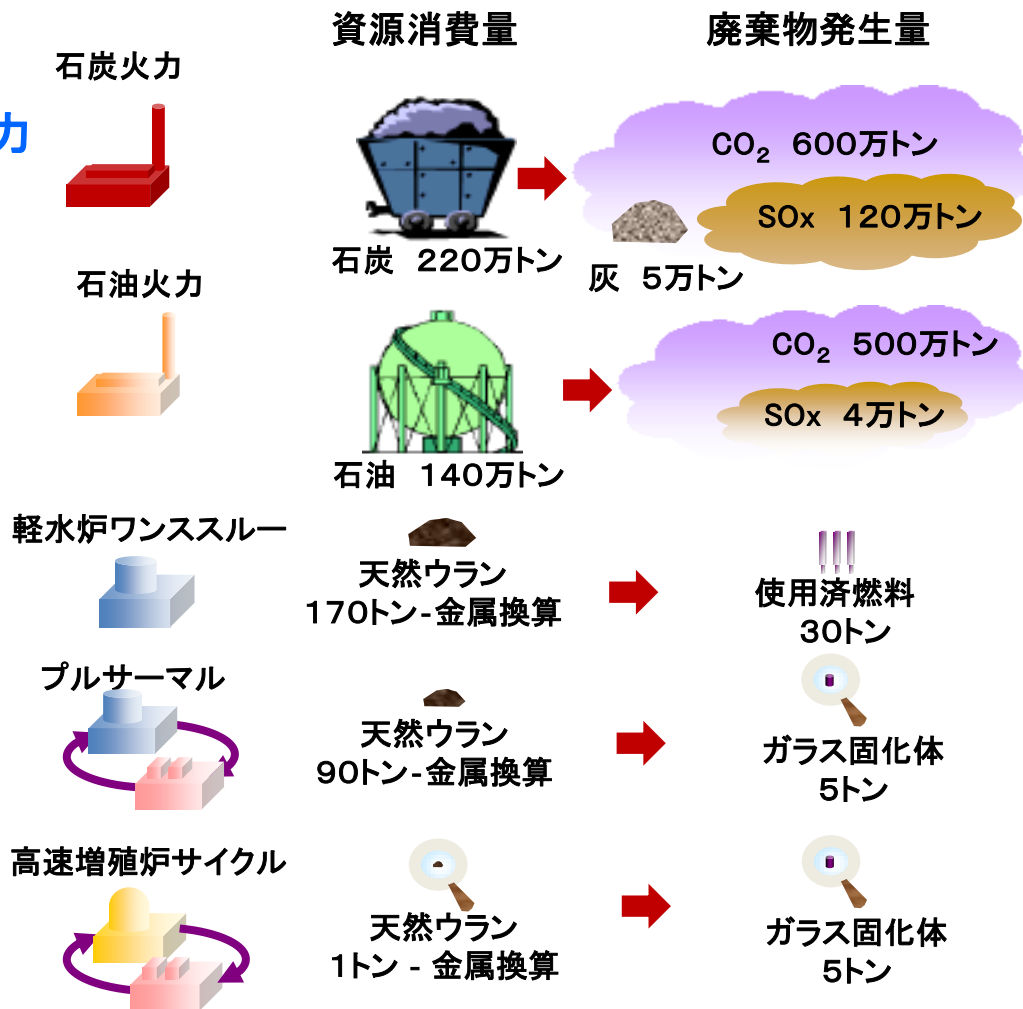 資源消費量
廃棄物発生量
石炭火力
力
CO₂ 600万トン
SOx 120万トン
石炭 220万トン
灰 5万トン
石油火力
CO₂ 500万トン
SOx 4万トン
石油 140万トン
軽水炉ワンススルー
天然ウラン
170トン-金属換算
使用済燃料
30トン
プルサーマル
天然ウラン
90トン-金属換算
ガラス固化体
5トン
高速増殖炉サイクル
天然ウラン
1トン - 金属換算
ガラス固化体
5トン